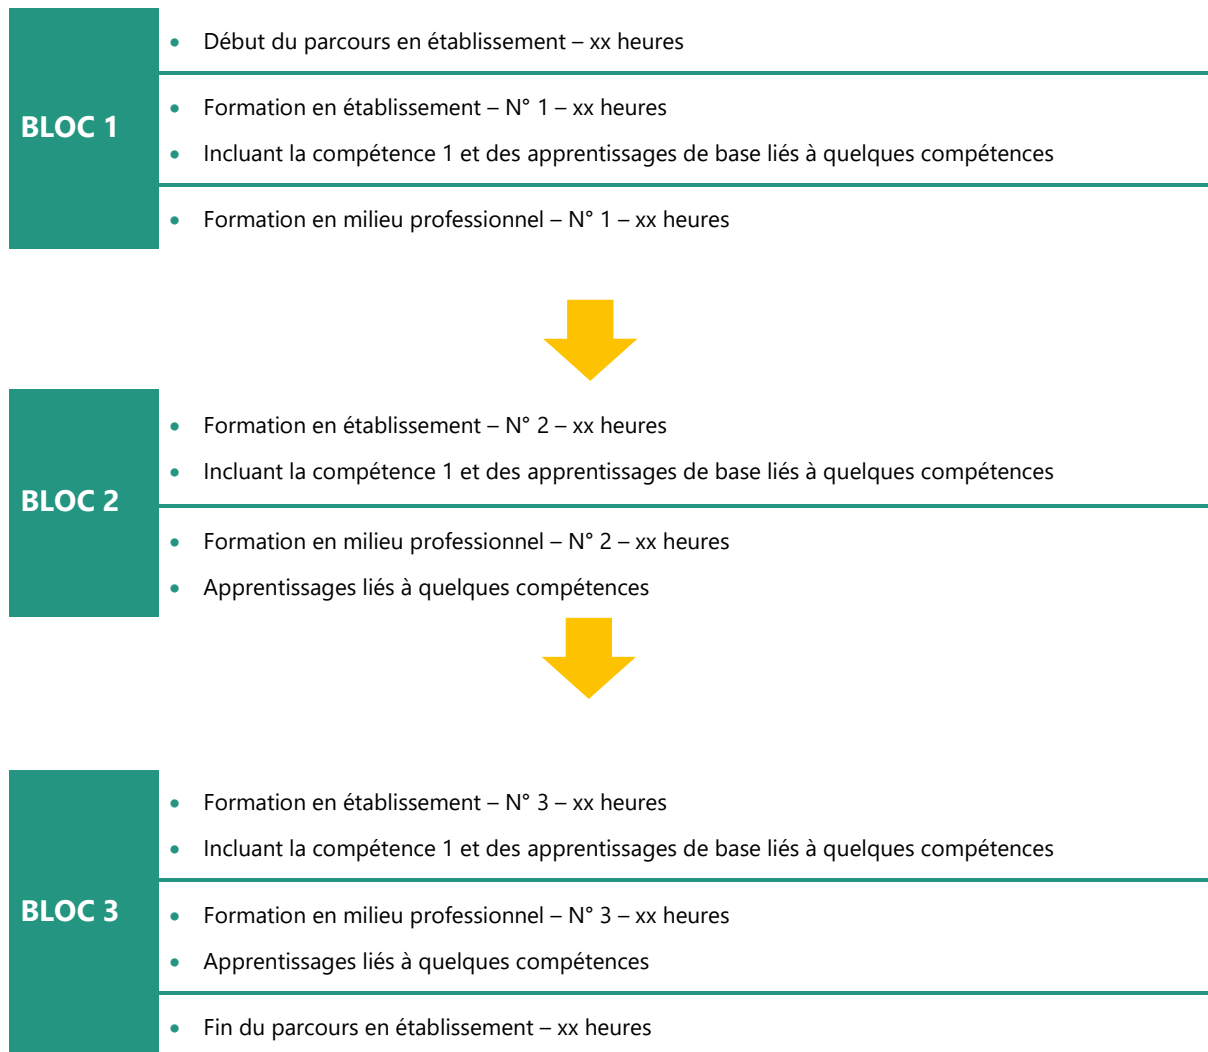 BLOC 1
Début du parcours en établissement – xx heures
Formation en établissement – N° 1 – xx heures
Incluant la compétence 1 et des apprentissages de base liés à quelques compétences
Formation en milieu professionnel – N° 1 – xx heures
BLOC 2
Formation en établissement – N° 2 – xx heures
Incluant la compétence 1 et des apprentissages de base liés à quelques compétences
Formation en milieu professionnel – N° 2 – xx heures
Apprentissages liés à quelques compétences
BLOC 3
Formation en établissement – N° 3 – xx heures
Incluant la compétence 1 et des apprentissages de base liés à quelques compétences
Formation en milieu professionnel – N° 3 – xx heures
Apprentissages liés à quelques compétences
Fin du parcours en établissement – xx heures